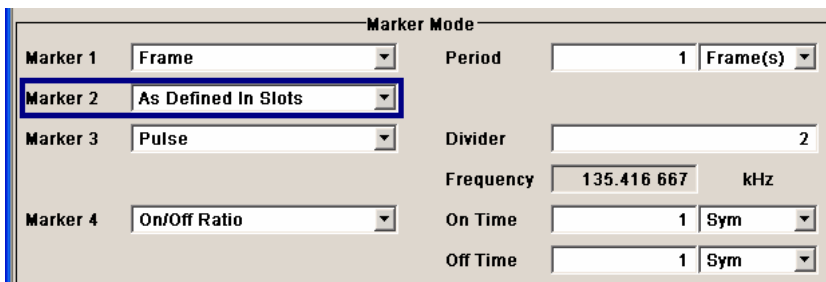 Marker Mode
Marker 1 Frame Period 1 Frame(s)
Marker 2 As Defined In Slots
Marker 3 Pulse Divider 2
Frequency 135.416 667 kHz
Marker 4 On/Off Ratio On Time 1 Sym
Off Time 1 Sym